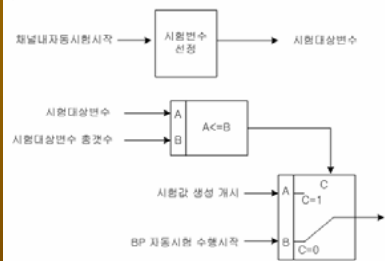 채널내자동시험시작
시험변수
선정
시험대상변수
시험대상변수
시험대상변수 총갯수
A
B
A<=B
시험값 생성 개시
BP 자동시험 수행시작
A
B
C
C=1
C=0